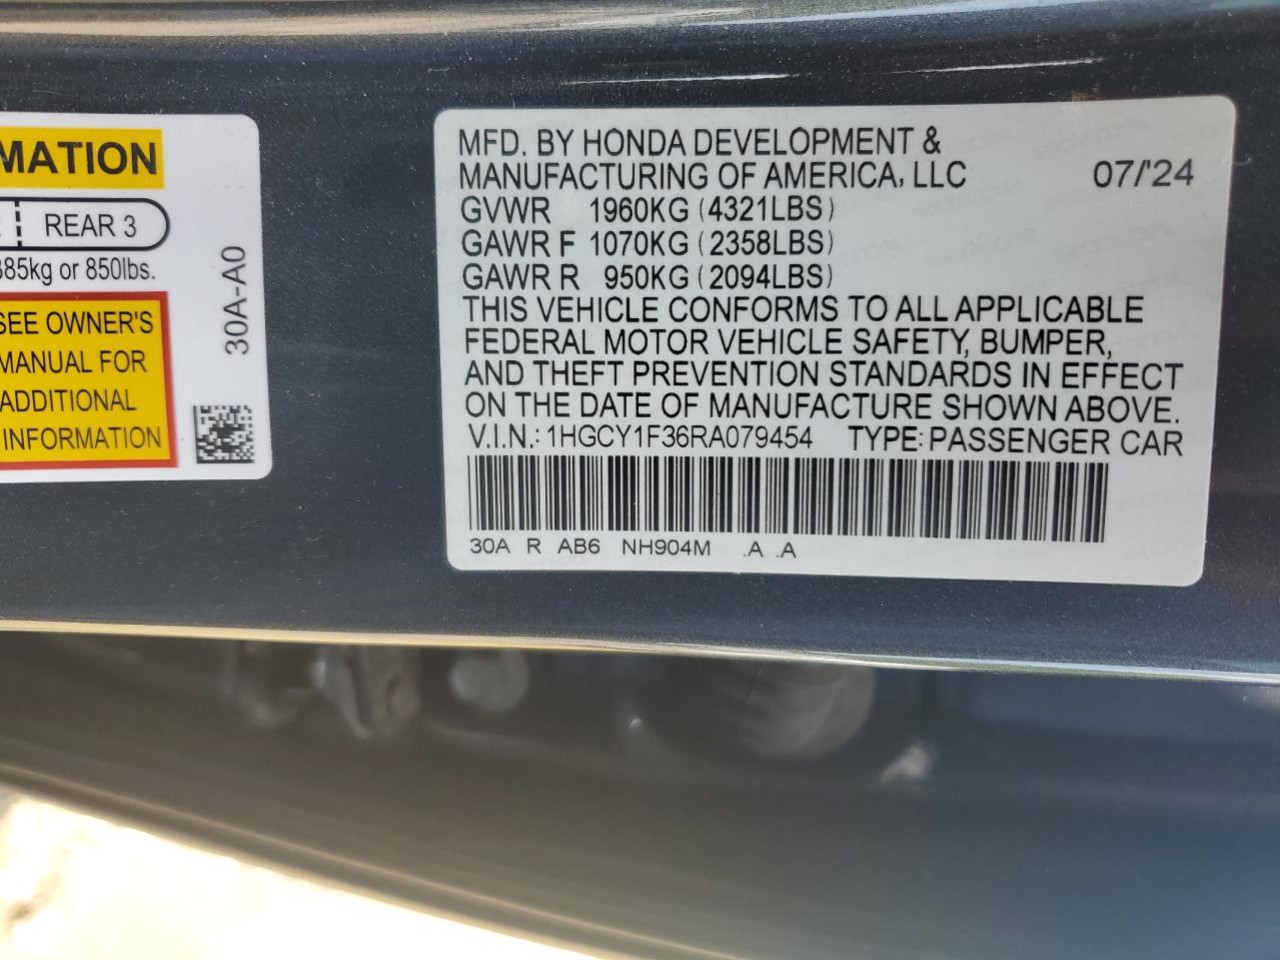 MATION
REAR 3
385kg or 850lbs.
SEE OWNER'S
MANUAL FOR
ADDITIONAL
INFORMATION
30A-A0
MFD. BY HONDA DEVELOPMENT &
MANUFACTURING OF AMERICA, LLC 07/'24
GVWR 1960KG (4321LBS)
GAWR F 1070KG (2358LBS)
GAWR R 950KG (2094LBS)
THIS VEHICLE CONFORMS TO ALL APPLICABLE
FEDERAL MOTOR VEHICLE SAFETY, BUMPER,
AND THEFT PREVENTION STANDARDS IN EFFECT
ON THE DATE OF MANUFACTURE SHOWN ABOVE.
V.I.N.: 1HGCY1F36RA079454 TYPE: PASSENGER CAR
30A R AB6 NH904M .A .A